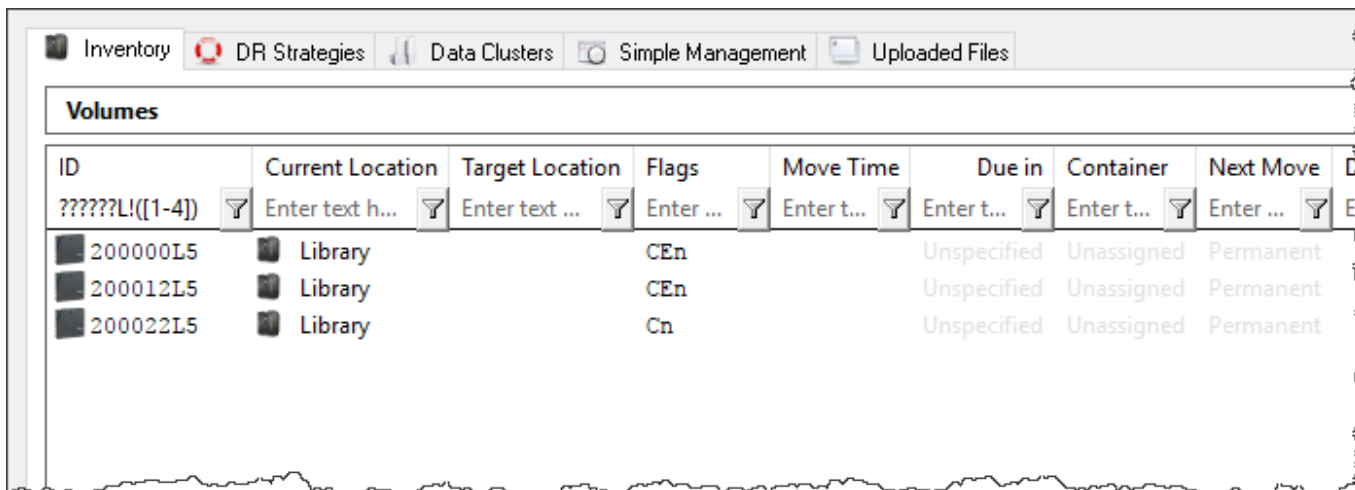 Inventory DR Strategies Data Clusters Simple Management Uploaded Files
Volumes
ID Current Location Target Location Flags Move Time Due in Container Next Move
??????L!([1-4]) Enter text h... Enter text ... Enter ... Enter t... Enter t... Enter t... Enter ...
200000L5 Library CEn Unspecified Unassigned Permanent
200012L5 Library CEn Unspecified Unassigned Permanent
200022L5 Library Cn Unspecified Unassigned Permanent